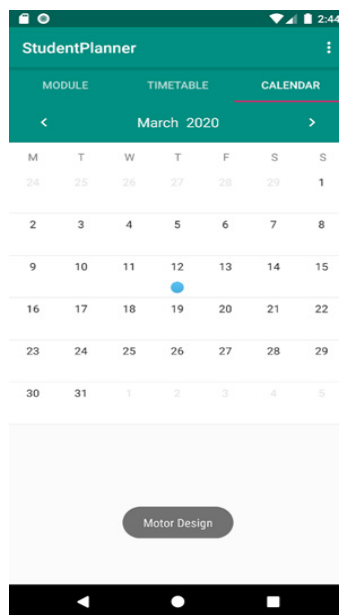 2:44
StudentPlanner
MODULE TIMETABLE CALENDAR
< March 2020 >
M T W T F S S
24 25 26 27 28 29 1
2 3 4 5 6 7 8
9 10 11 12 13 14 15
16 17 18 19 20 21 22
23 24 25 26 27 28 29
30 31 1 2 3 4 5
Motor Design